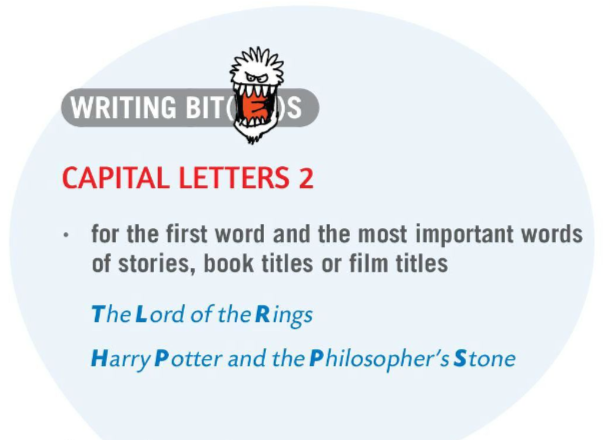 WRITING BIT(E)S
CAPITAL LETTERS 2
· for the first word and the most important words
of stories, book titles or film titles
The Lord of the Rings
Harry Potter and the Philosopher's Stone